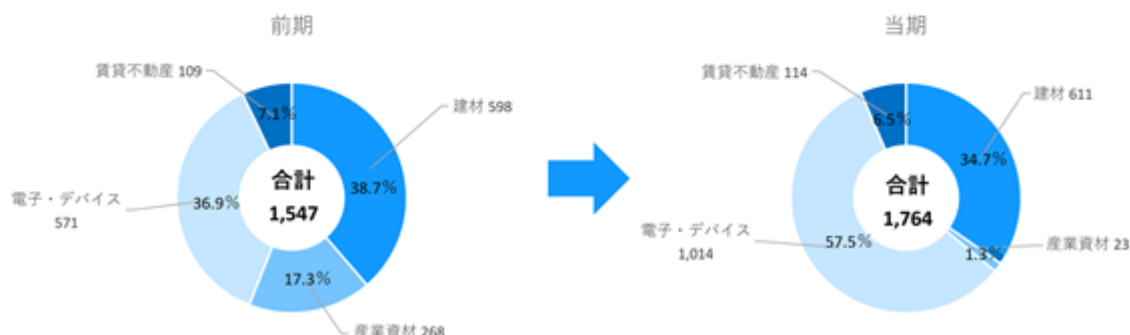 前期
賃貸不動産 109
7.1%
建材 598
38.7%
合計
1,547
電子・デバイス
571
36.9%
17.3%
産業資材 268
当期
賃貸不動産 114
6.5%
建材 611
34.7%
合計
1,764
電子・デバイス
1,014
57.5%
1.3%
産業資材 23